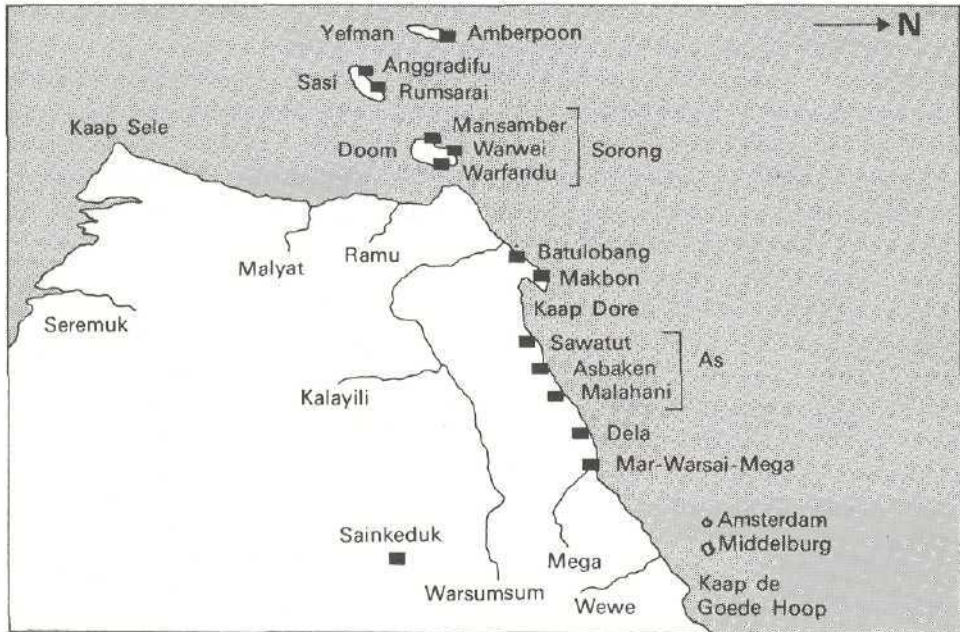 Yefman
Amberpoon
N
Anggradifu
Sasi
Rumsarai
Kaap Sele
Mansamber
Doom
Warwei
Sorong
Warfandu
Batulobang
Malyat
Ramu
Makbon
Kaap Dore
Seremuk
Sawatut
Asbaken
As
Kalayili
Malahani
Dela
Mar-Warsai-Mega
Amsterdam
Sainkeduk
Middelburg
Mega
Warsumsum
Wewe
Kaap de
Goede Hoop